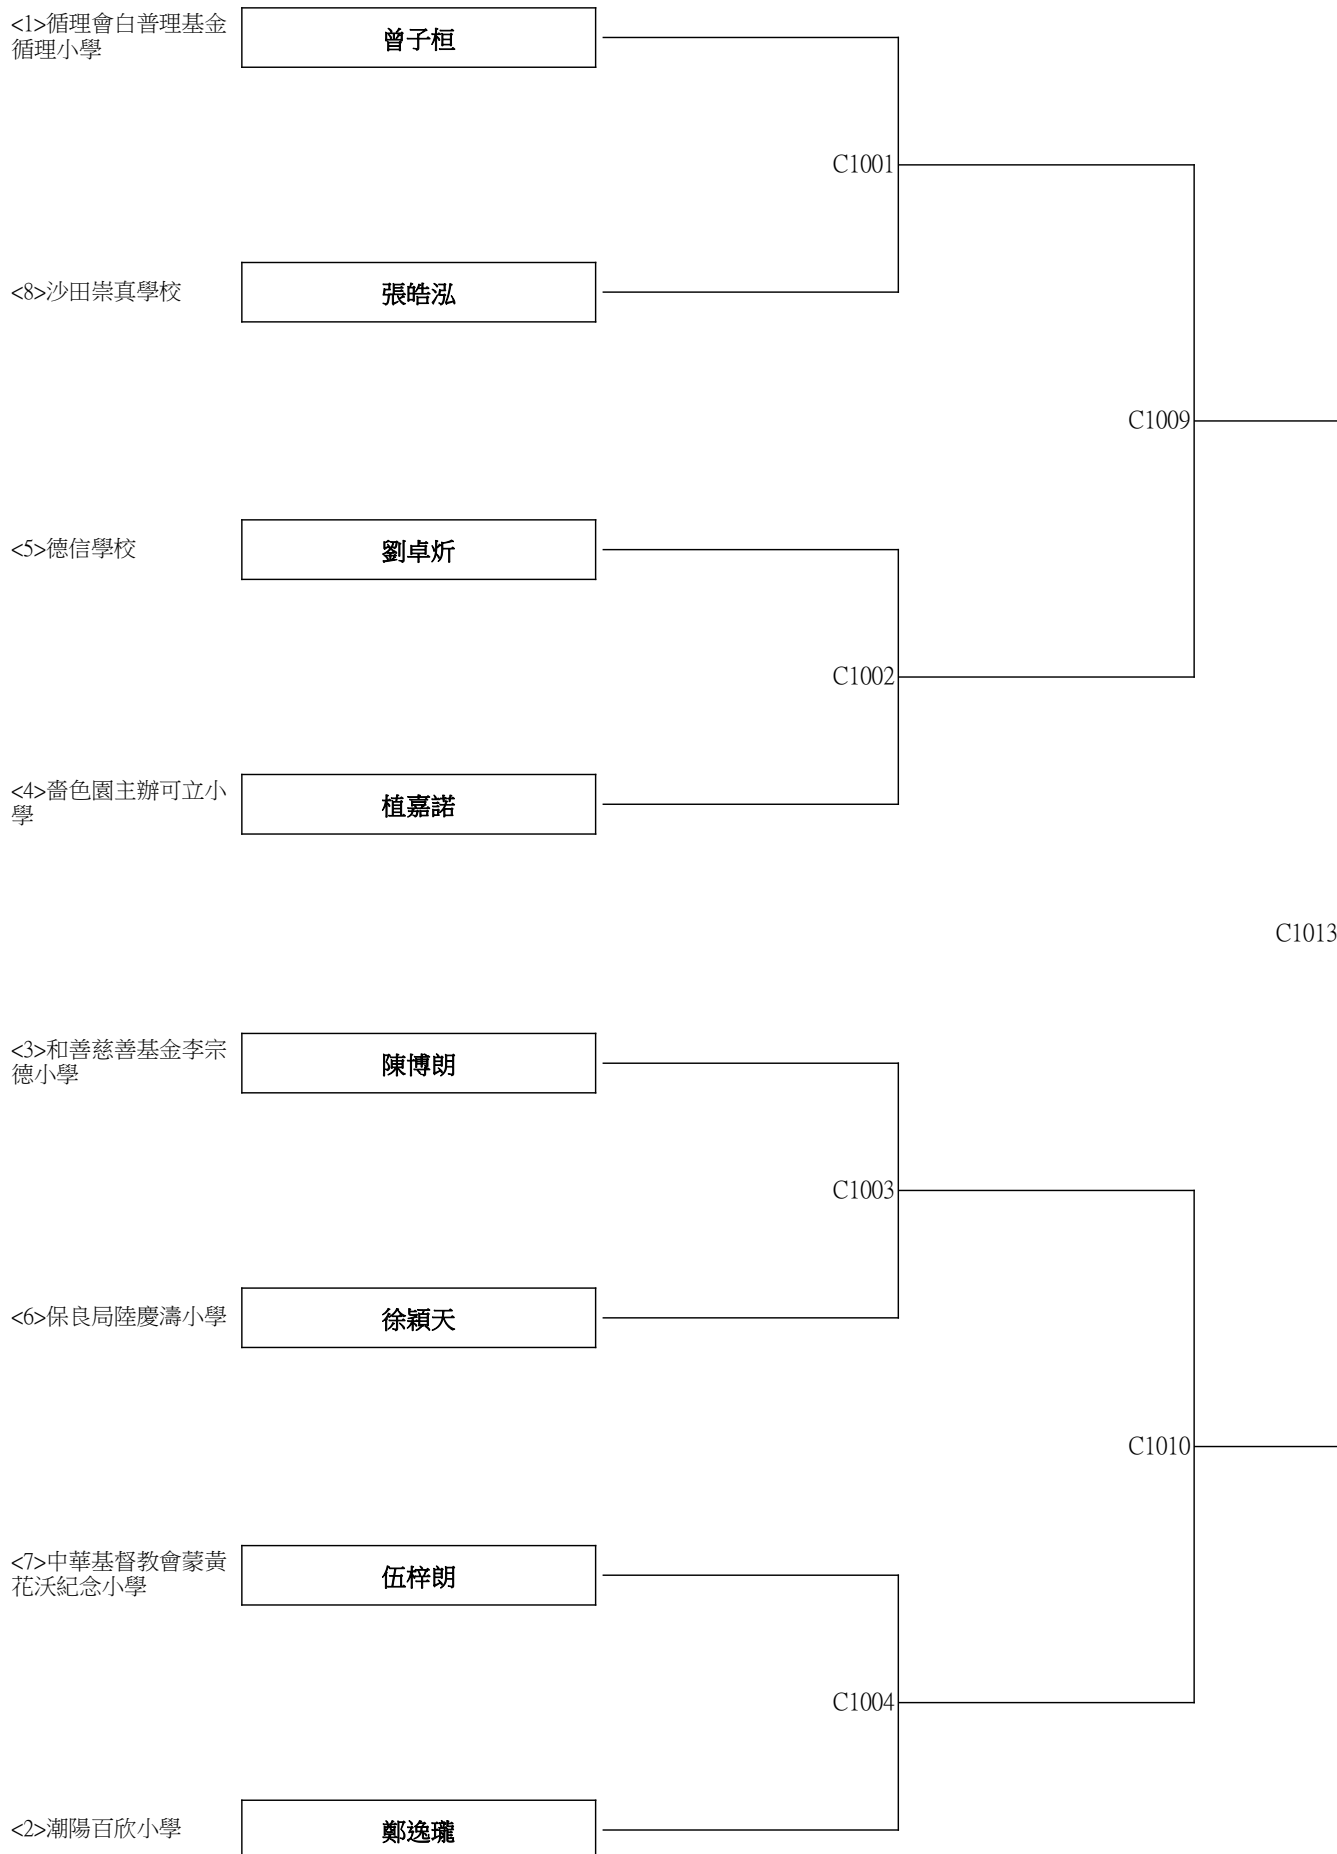 <1>循理會白普理基金
循理小學
曾子桓
C1001
<8>沙田崇真學校
張皓泓
C1009
<5>德信學校
劉卓炘
C1002
<4>嗇色園主辦可立小
學
植嘉諾
C1013
<3>和善慈善基金李宗
德小學
陳博朗
C1003
<6>保良局陸慶濤小學
徐穎天
C1010
<7>中華基督教會蒙黃
花沃紀念小學
伍梓朗
C1004
<2>潮陽百欣小學
鄭逸瓏